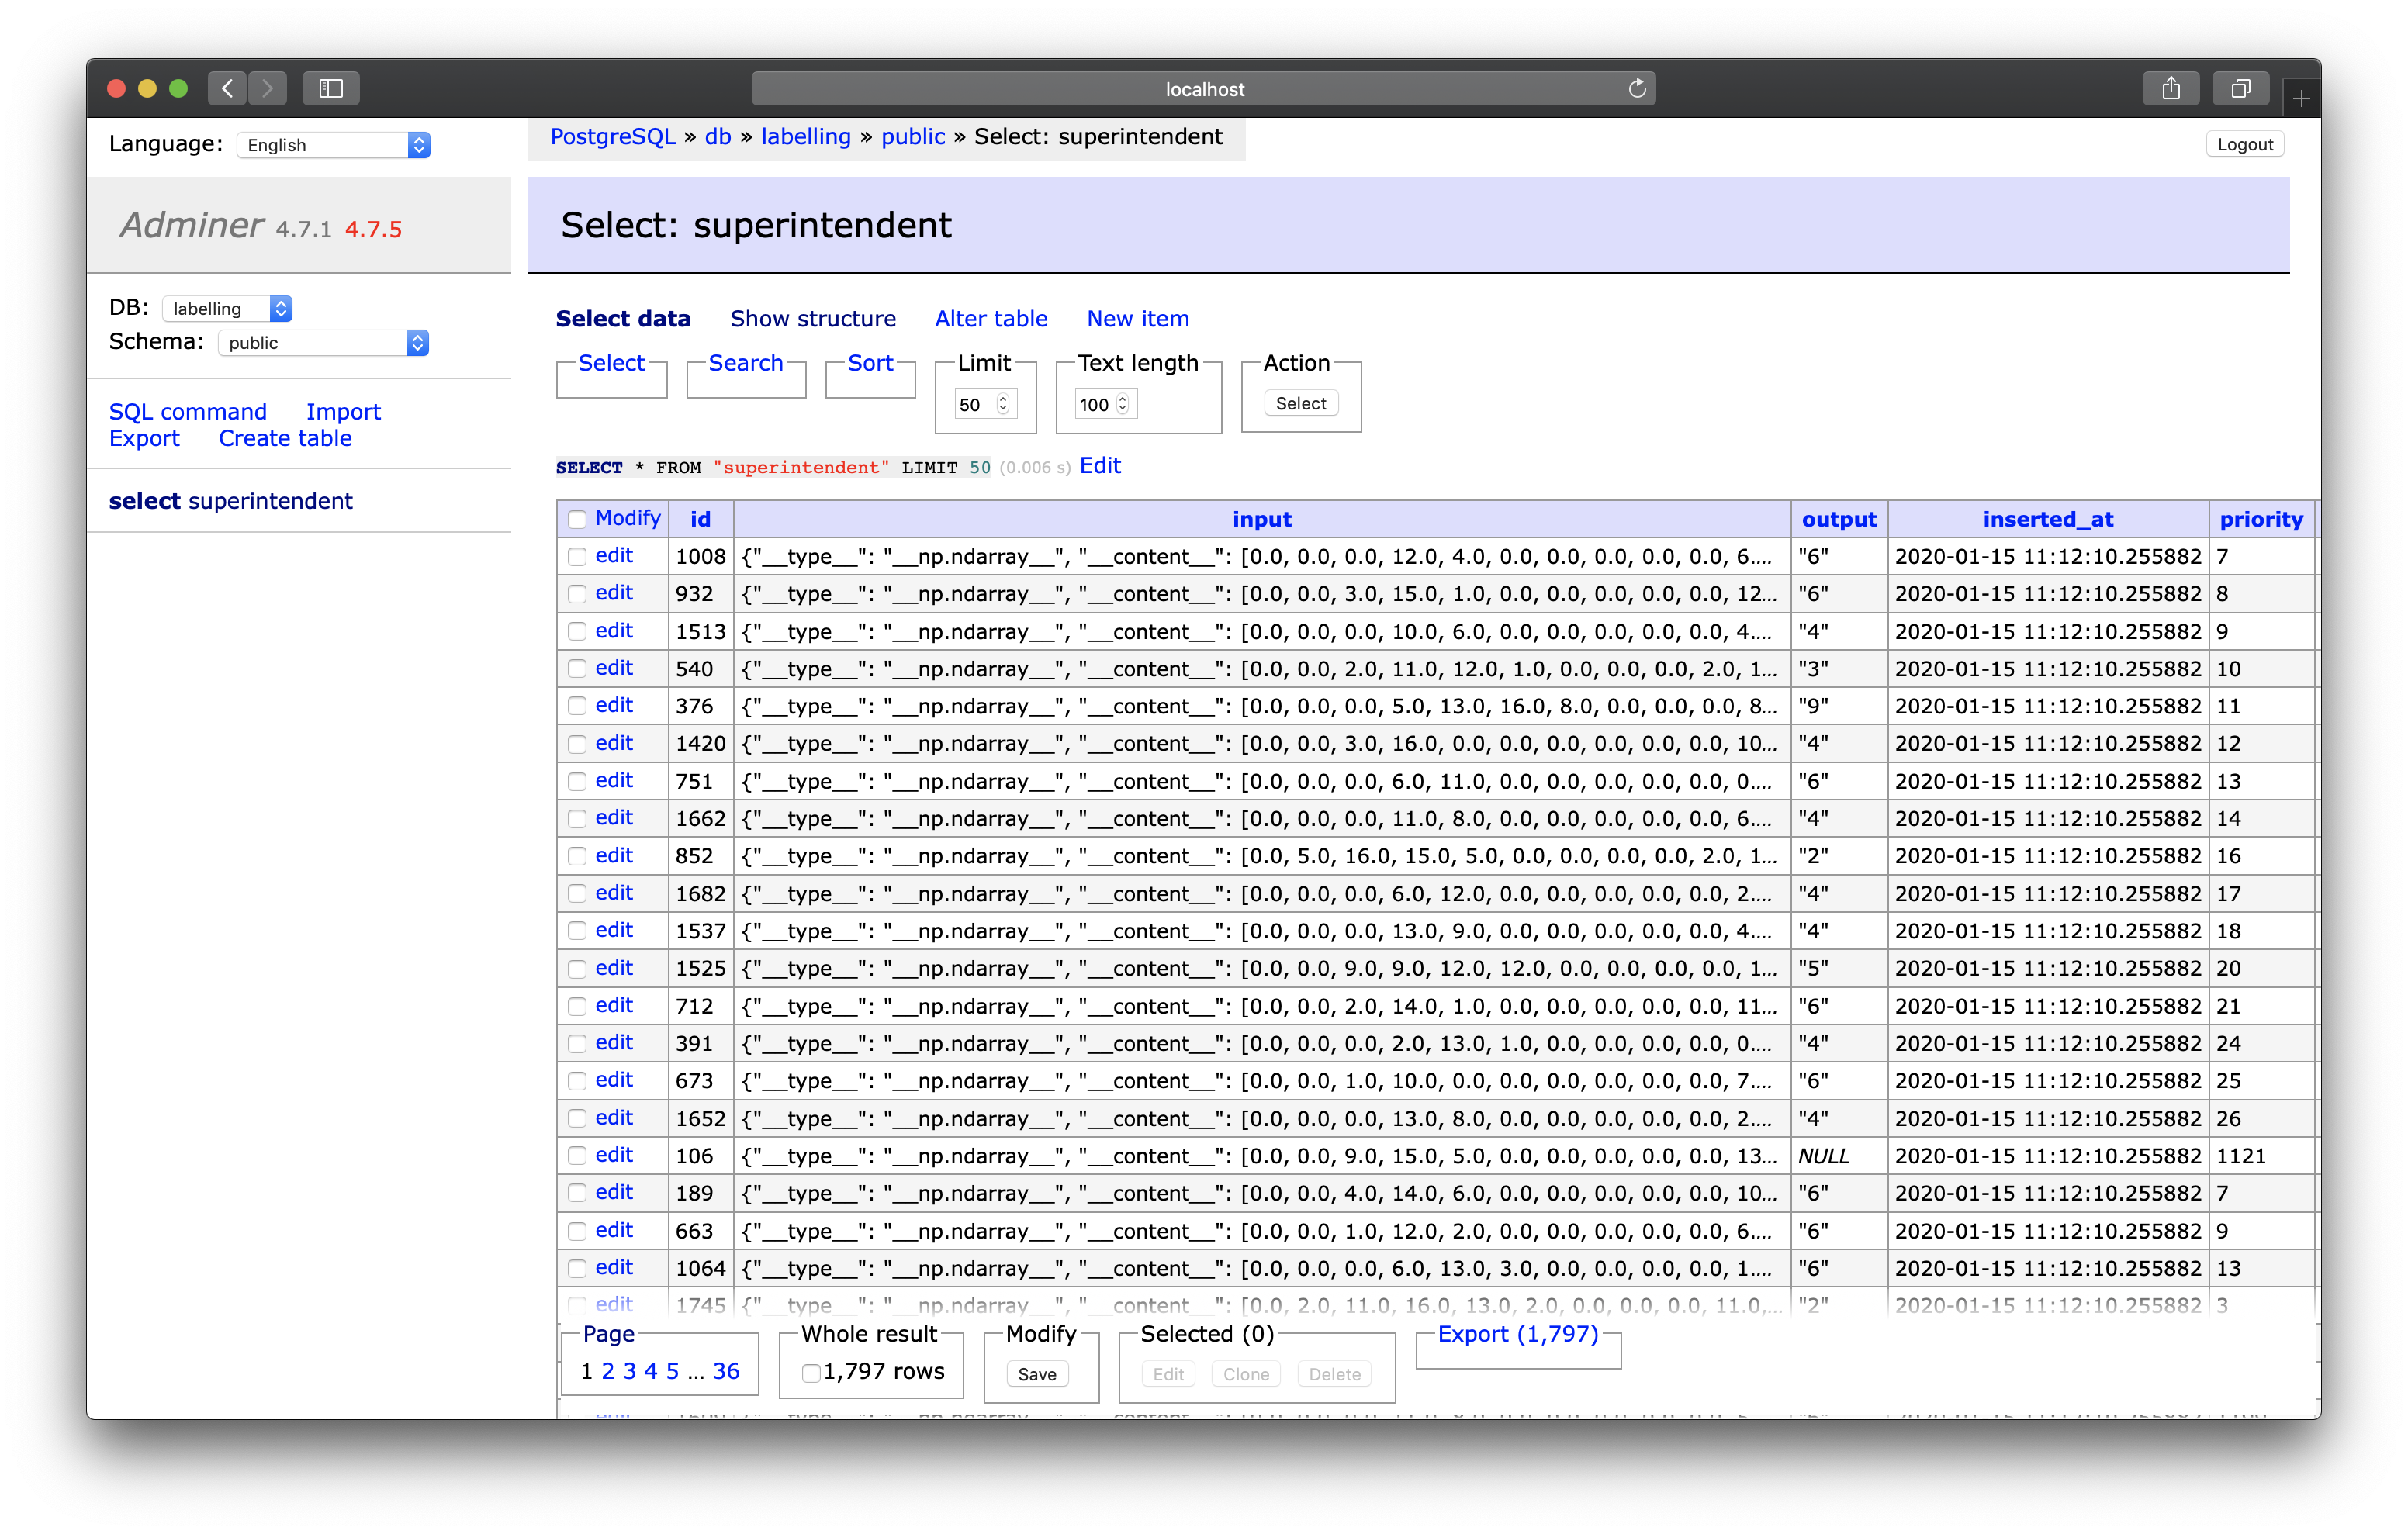 localhost
Language: English
PostgreSQL » db » labelling » public » Select: superintendent
Logout
Adminer 4.7.1 4.7.5
Select: superintendent
DB: labelling
Schema: public
SQL command Import
Export Create table
select superintendent
Select data Show structure Alter table New item
Select Search Sort Limit Text length Action
50 100 Select
SELECT * FROM "superintendent" LIMIT 50 (0.006 s) Edit
Modify id input output inserted_at priority
edit 1008 {"__type__": "__np.ndarray__", "__content__": [0.0, 0.0, 0.0, 12.0, 4.0, 0.0, 0.0, 0.0, 0.0, 0.0, 6.… "6" 2020-01-15 11:12:10.255882 7
edit 932 {"__type__": "__np.ndarray__", "__content__": [0.0, 0.0, 3.0, 15.0, 1.0, 0.0, 0.0, 0.0, 0.0, 0.0, 12… "6" 2020-01-15 11:12:10.255882 8
edit 1513 {"__type__": "__np.ndarray__", "__content__": [0.0, 0.0, 0.0, 10.0, 6.0, 0.0, 0.0, 0.0, 0.0, 0.0, 4.… "4" 2020-01-15 11:12:10.255882 9
edit 540 {"__type__": "__np.ndarray__", "__content__": [0.0, 0.0, 2.0, 11.0, 12.0, 1.0, 0.0, 0.0, 0.0, 2.0, 1… "3" 2020-01-15 11:12:10.255882 10
edit 376 {"__type__": "__np.ndarray__", "__content__": [0.0, 0.0, 0.0, 5.0, 13.0, 16.0, 8.0, 0.0, 0.0, 0.0, 8… "9" 2020-01-15 11:12:10.255882 11
edit 1420 {"__type__": "__np.ndarray__", "__content__": [0.0, 0.0, 3.0, 16.0, 0.0, 0.0, 0.0, 0.0, 0.0, 0.0, 10… "4" 2020-01-15 11:12:10.255882 12
edit 751 {"__type__": "__np.ndarray__", "__content__": [0.0, 0.0, 0.0, 6.0, 11.0, 0.0, 0.0, 0.0, 0.0, 0.0, 0.… "6" 2020-01-15 11:12:10.255882 13
edit 1662 {"__type__": "__np.ndarray__", "__content__": [0.0, 0.0, 0.0, 11.0, 8.0, 0.0, 0.0, 0.0, 0.0, 0.0, 6.… "4" 2020-01-15 11:12:10.255882 14
edit 852 {"__type__": "__np.ndarray__", "__content__": [0.0, 5.0, 16.0, 15.0, 5.0, 0.0, 0.0, 0.0, 0.0, 2.0, 1… "2" 2020-01-15 11:12:10.255882 16
edit 1682 {"__type__": "__np.ndarray__", "__content__": [0.0, 0.0, 0.0, 6.0, 12.0, 0.0, 0.0, 0.0, 0.0, 0.0, 2.… "4" 2020-01-15 11:12:10.255882 17
edit 1537 {"__type__": "__np.ndarray__", "__content__": [0.0, 0.0, 0.0, 13.0, 9.0, 0.0, 0.0, 0.0, 0.0, 0.0, 4.… "4" 2020-01-15 11:12:10.255882 18
edit 1525 {"__type__": "__np.ndarray__", "__content__": [0.0, 0.0, 9.0, 9.0, 12.0, 12.0, 0.0, 0.0, 0.0, 0.0, 1… "5" 2020-01-15 11:12:10.255882 20
edit 712 {"__type__": "__np.ndarray__", "__content__": [0.0, 0.0, 2.0, 14.0, 1.0, 0.0, 0.0, 0.0, 0.0, 0.0, 11… "6" 2020-01-15 11:12:10.255882 21
edit 391 {"__type__": "__np.ndarray__", "__content__": [0.0, 0.0, 0.0, 2.0, 13.0, 1.0, 0.0, 0.0, 0.0, 0.0, 0.… "4" 2020-01-15 11:12:10.255882 24
edit 673 {"__type__": "__np.ndarray__", "__content__": [0.0, 0.0, 1.0, 10.0, 0.0, 0.0, 0.0, 0.0, 0.0, 0.0, 7.… "6" 2020-01-15 11:12:10.255882 25
edit 1652 {"__type__": "__np.ndarray__", "__content__": [0.0, 0.0, 0.0, 13.0, 8.0, 0.0, 0.0, 0.0, 0.0, 0.0, 2.… "4" 2020-01-15 11:12:10.255882 26
edit 106 {"__type__": "__np.ndarray__", "__content__": [0.0, 0.0, 9.0, 15.0, 5.0, 0.0, 0.0, 0.0, 0.0, 0.0, 13… NULL 2020-01-15 11:12:10.255882 1121
edit 189 {"__type__": "__np.ndarray__", "__content__": [0.0, 0.0, 4.0, 14.0, 6.0, 0.0, 0.0, 0.0, 0.0, 0.0, 10… "6" 2020-01-15 11:12:10.255882 7
edit 663 {"__type__": "__np.ndarray__", "__content__": [0.0, 0.0, 1.0, 12.0, 2.0, 0.0, 0.0, 0.0, 0.0, 0.0, 6.… "6" 2020-01-15 11:12:10.255882 9
edit 1064 {"__type__": "__np.ndarray__", "__content__": [0.0, 0.0, 0.0, 6.0, 13.0, 3.0, 0.0, 0.0, 0.0, 0.0, 1.… "6" 2020-01-15 11:12:10.255882 13
edit 1745 {"__type__": "__np.ndarray__", "__content__": [0.0, 2.0, 11.0, 16.0, 13.0, 2.0, 0.0, 0.0, 0.0, 11.0,… "2" 2020-01-15 11:12:10.255882 3
Page Whole result Modify Selected (0) Export (1,797)
1 2 3 4 5 … 36 1,797 rows Save Edit Clone Delete